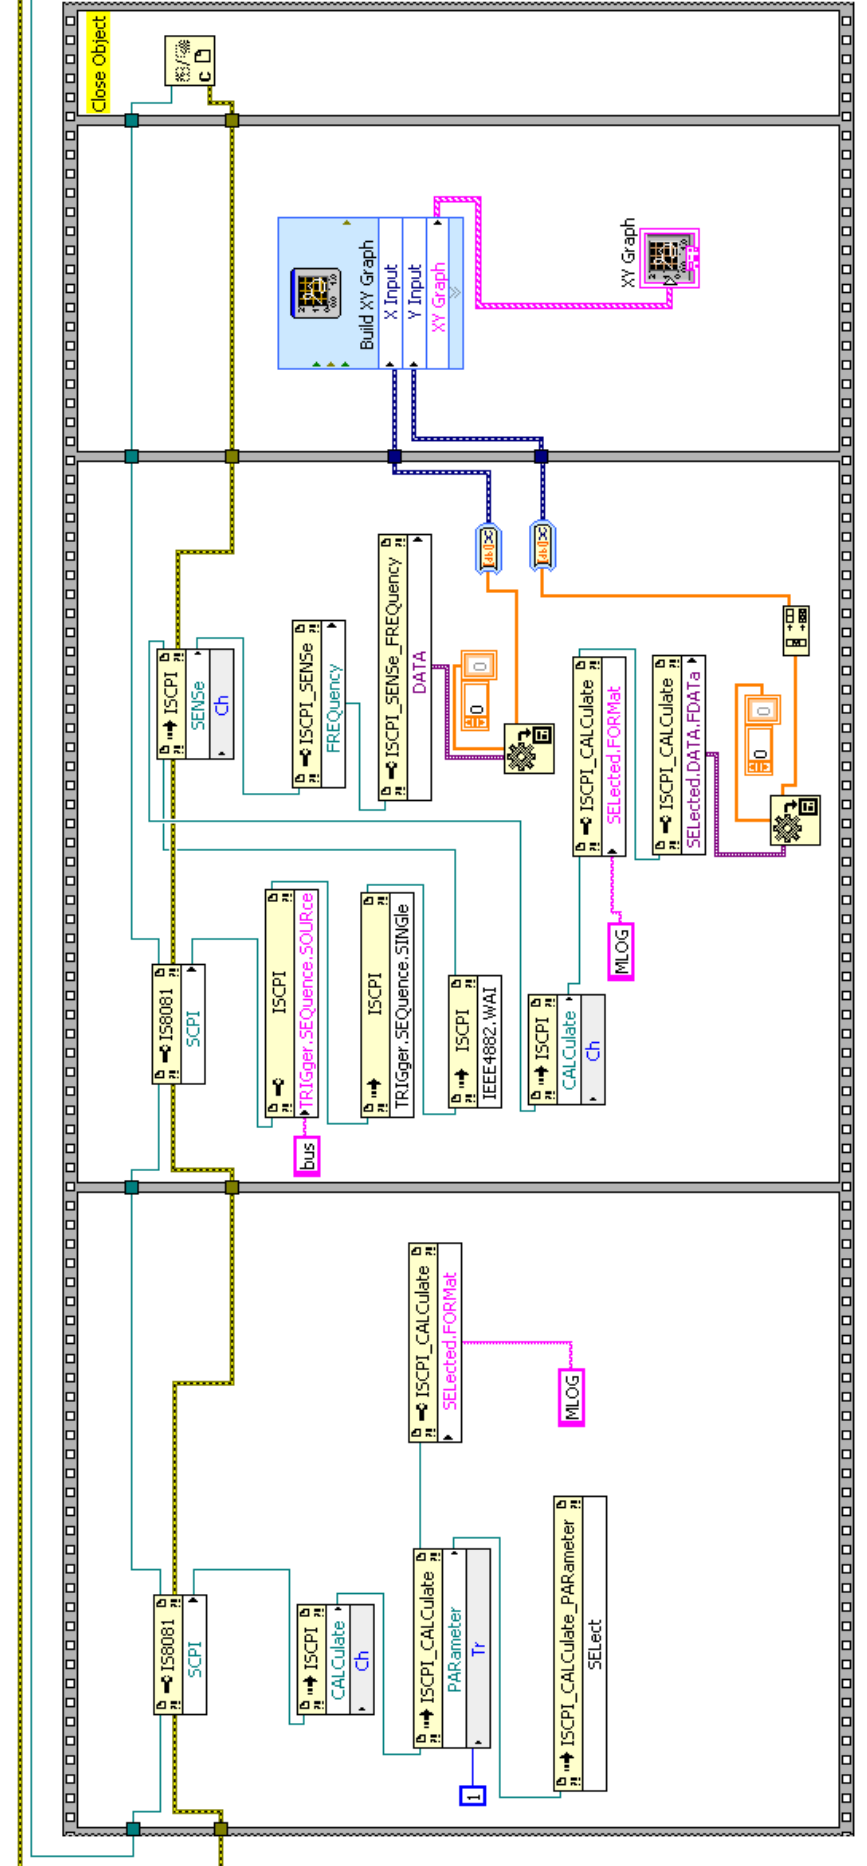 IS8081
SCPI
ISCPI
CALCulate
Ch
ISCPI_CALCulate
PARameter
Tr
1
ISCPI_CALCulate_PARameter
SELect
ISCPI_CALCulate
SELected.FORMat
MLOG
IS8081
SCPI
ISCPI
TRIGger.SEQuence.SOURce
bus
ISCPI
TRIGger.SEQuence.SINGle
ISCPI
IEEE4882.WAI
ISCPI
CALCulate
Ch
ISCPI
SENSe
Ch
ISCPI_SENSe
FREQuency
ISCPI_SENSe_FREQuency
DATA
0
0
ISCPI_CALCulate
SELected.FORMat
MLOG
ISCPI_CALCulate
SELected.DATA.FDATa
0
0
Build XY Graph
X Input
Y Input
XY Graph
XY Graph
Close Object